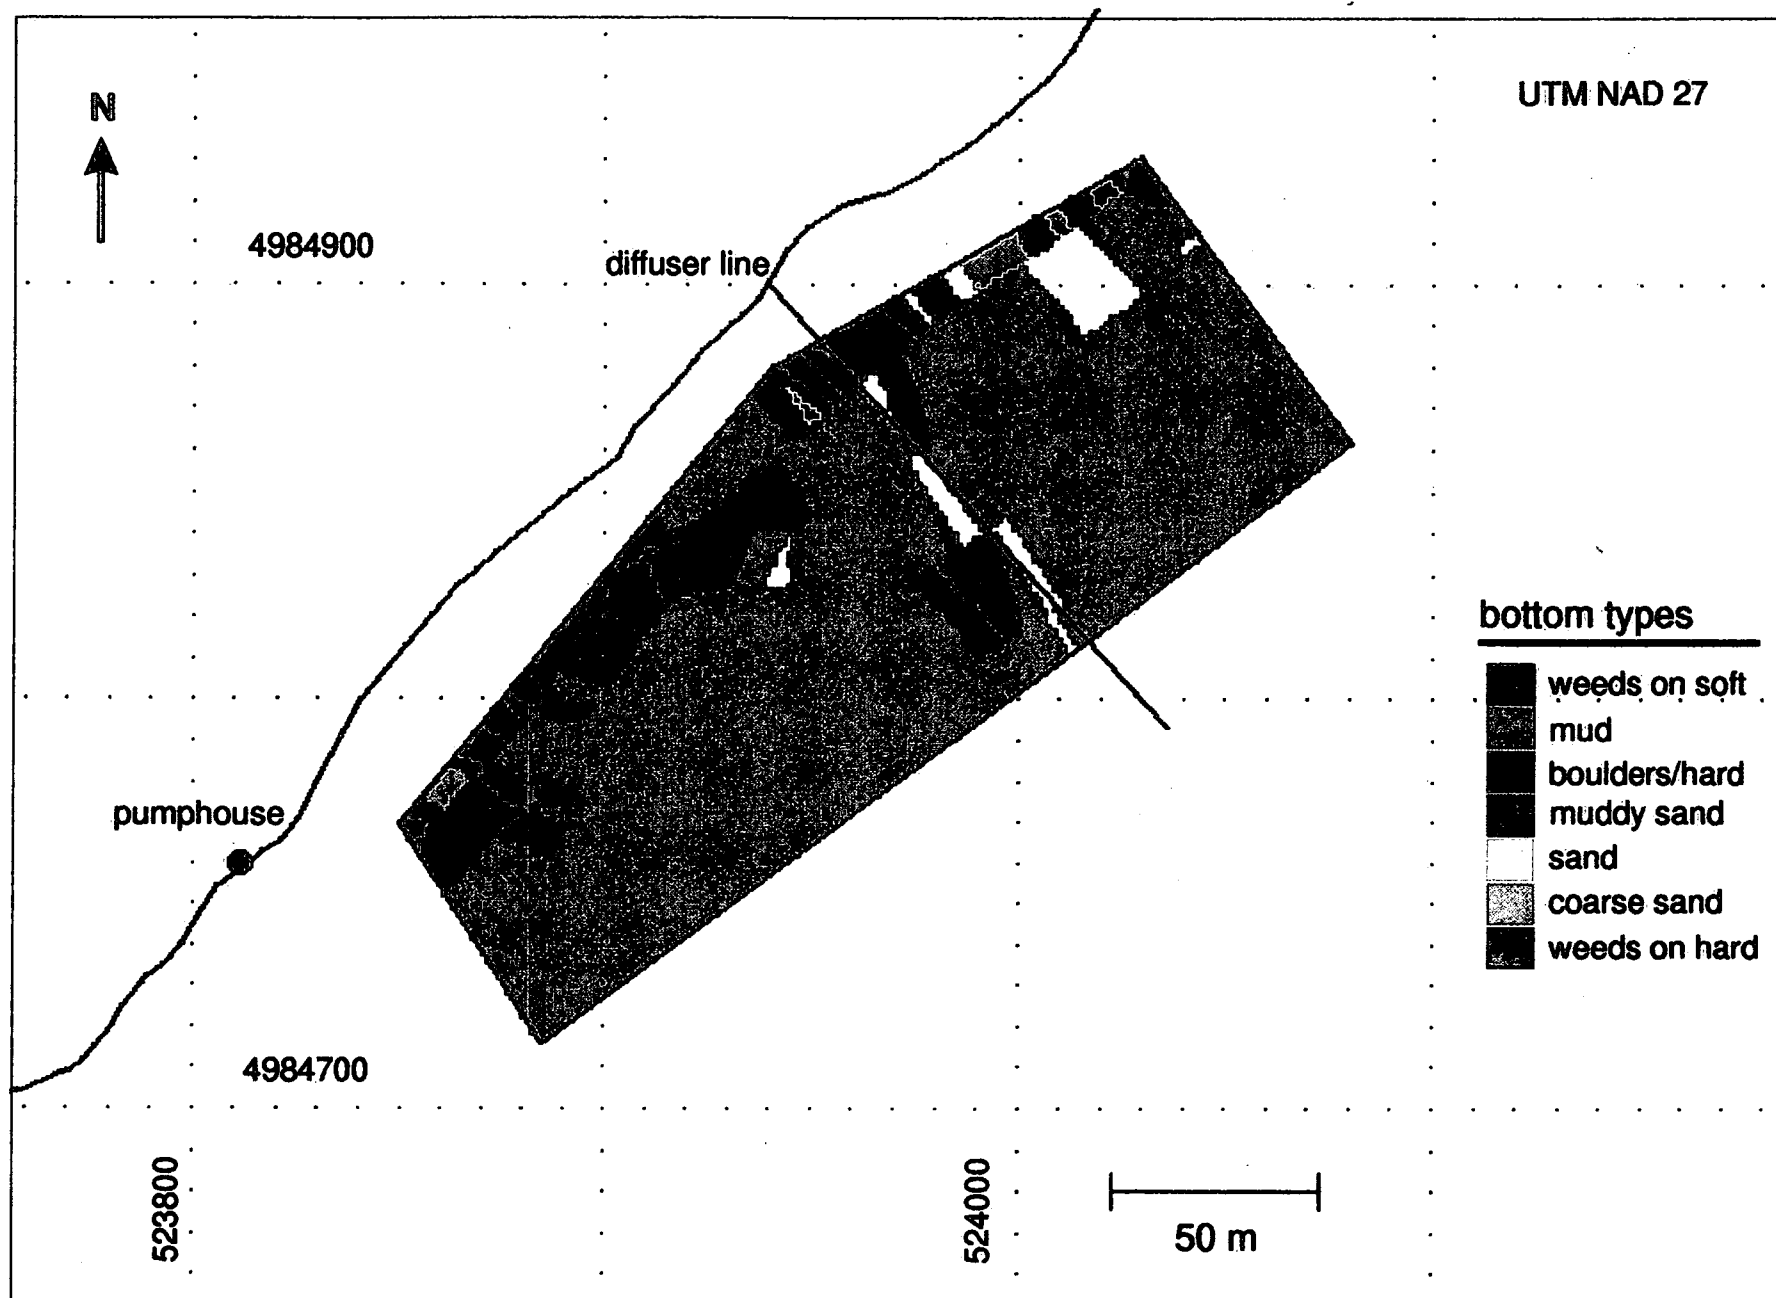 UTM NAD 27
N
4984900
diffuser line
bottom types
weeds on soft
mud
boulders/hard
muddy sand
sand
coarse sand
weeds on hard
pumphouse
4984700
523800
524000
50 m